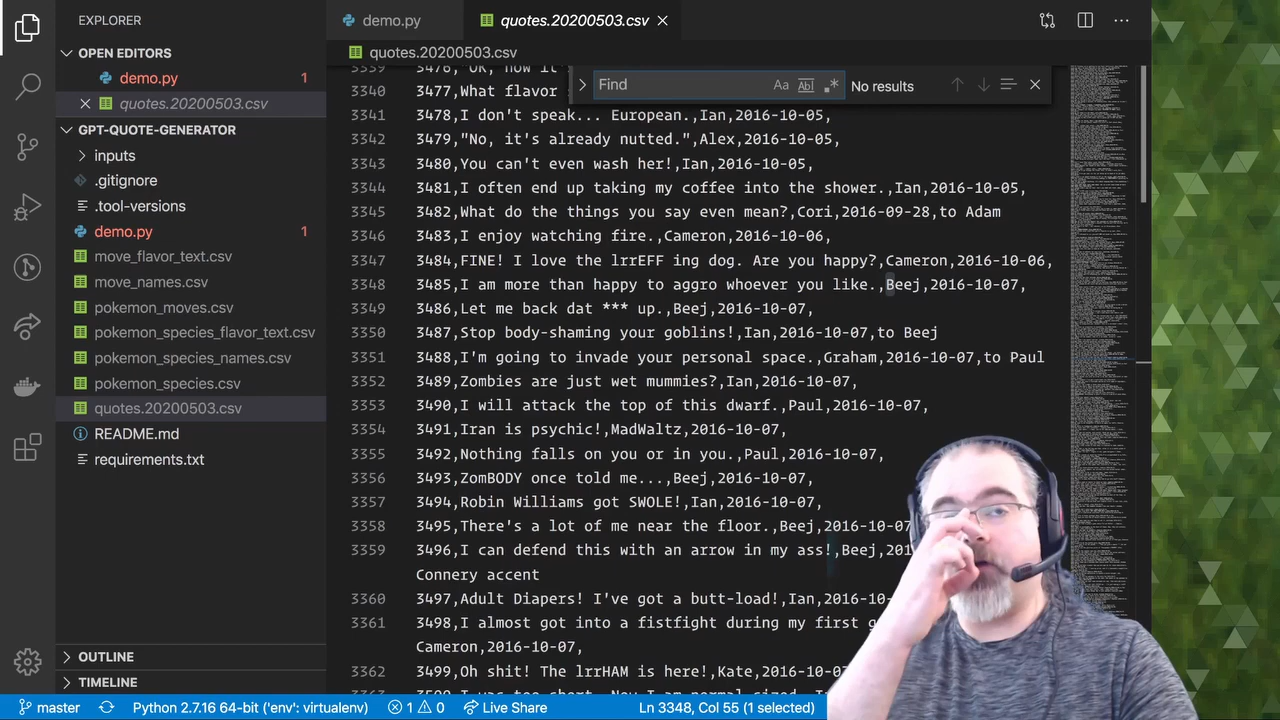 EXPLORER
OPEN EDITORS
demo.py 1
quotes.20200503.csv
GPT-QUOTE-GENERATOR
inputs
.gitignore
.tool-versions
demo.py 1
move_flavor_text.csv
move_names.csv
pokemon_moves.csv
pokemon_species_flavor_text.csv
pokemon_species_names.csv
pokemon_species.csv
quotes.20200503.csv
README.md
requirements.txt
OUTLINE
TIMELINE
demo.py
quotes.20200503.csv
quotes.20200503.csv
Find
Aa
No results
3340 3477,What flavor
3341 3478,I don't speak... European.,Ian,2016-10-05,
3342 3479,"No, it's already nutted.",Alex,2016-10-05,
3343 3480,You can't even wash her!,Ian,2016-10-05,
3344 3481,I often end up taking my coffee into the shower.,Ian,2016-10-05,
3345 3482,What do the things you say even mean?,Cori,2016-09-28,to Adam
3346 3483,I enjoy watching fire.,Cameron,2016-10-06,
3347 3484,FINE! I love the lrrEFF ing dog. Are you happy?,Cameron,2016-10-06,
3348 3485,I am more than happy to aggro whoever you like.,Beej,2016-10-07,
3349 3486,Let me back dat *** up.,Beej,2016-10-07,
3350 3487,Stop body-shming your goblins!,Ian,2016-10-07,to Beej
3351 3488,I'm going to invade your personal space.,Graham,2016-10-07,to Paul
3352 3489,Zombies are just wet mummies?,Ian,2016-10-07,
3353 3490,I will attack the top of this dwarf.,Paul,2016-10-07,
3354 3491,Iran is psychic!,MadWaltz,2016-10-07,
3355 3492,Nothing falls on you or in you.,Paul,2016-10-07,
3356 3493,ZomBODY once told me...,Beej,2016-10-07,
3357 3494,Robin William got SWOLE!,Ian,2016-10-07,
3358 3495,There's a lot of me near the floor.,Beej,2016-10-07
3359 3496,I can defend this with an arrow in my ass!,Beej,201
Connery accent
3360 3497,Adult Diapers: I've got a butt-load!,Ian,2016-10-
3361 3498,I almost got into a fistfight during my first
Cameron,2016-10-07,
3362 3499,Oh shit! The lrrHAM is here!,Kate,2016-10-07
master
Python 2.7.16 64-bit ('env': virtualenv)
1 0
Live Share
Ln 3348, Col 55 (1 selected)